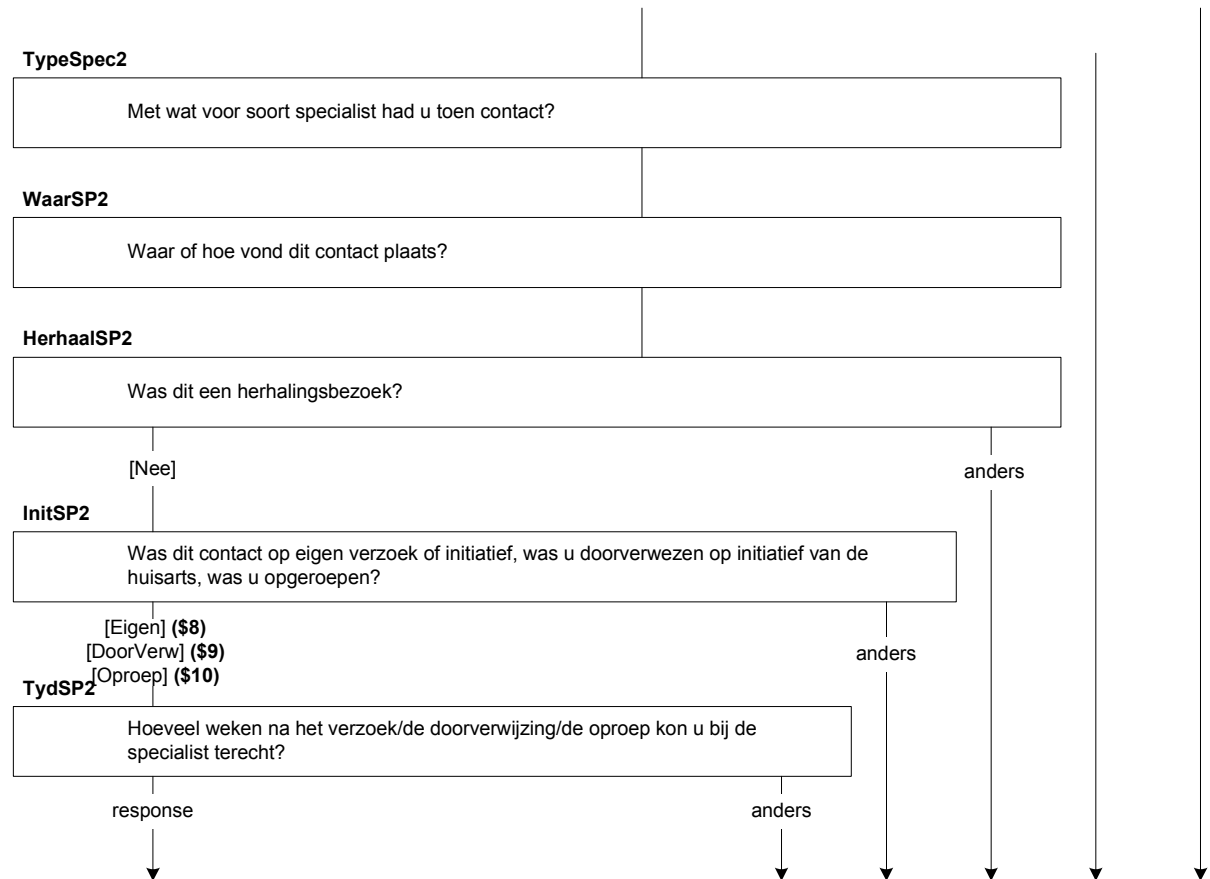 TypeSpec2
Met wat voor soort specialist had u toen contact?
WaarSP2
Waar of hoe vond dit contact plaats?
HerhaalSP2
Was dit een herhalingsbezoek?
[Nee]
anders
InitSP2
Was dit contact op eigen verzoek of initiatief, was u doorverwezen op initiatief van de
huisarts, was u opgeroepen?
[Eigen] ($8)
[DoorVerw] ($9)
anders
[Oproep] ($10)
TydSP2
Hoeveel weken na het verzoek/de doorverwijzing/de oproep kon u bij de
specialist terecht?
response
anders